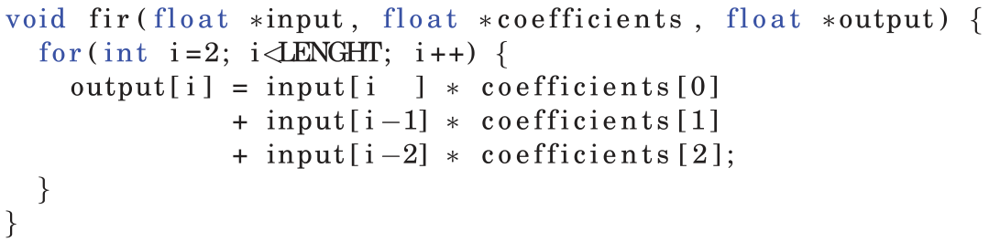 void fir(float *input, float *coefficients, float *output) {
  for(int i=2; i<LENGHT; i++) {
    output[i] = input[i  ] * coefficients[0]
              + input[i-1] * coefficients[1]
              + input[i-2] * coefficients[2];
  }
}